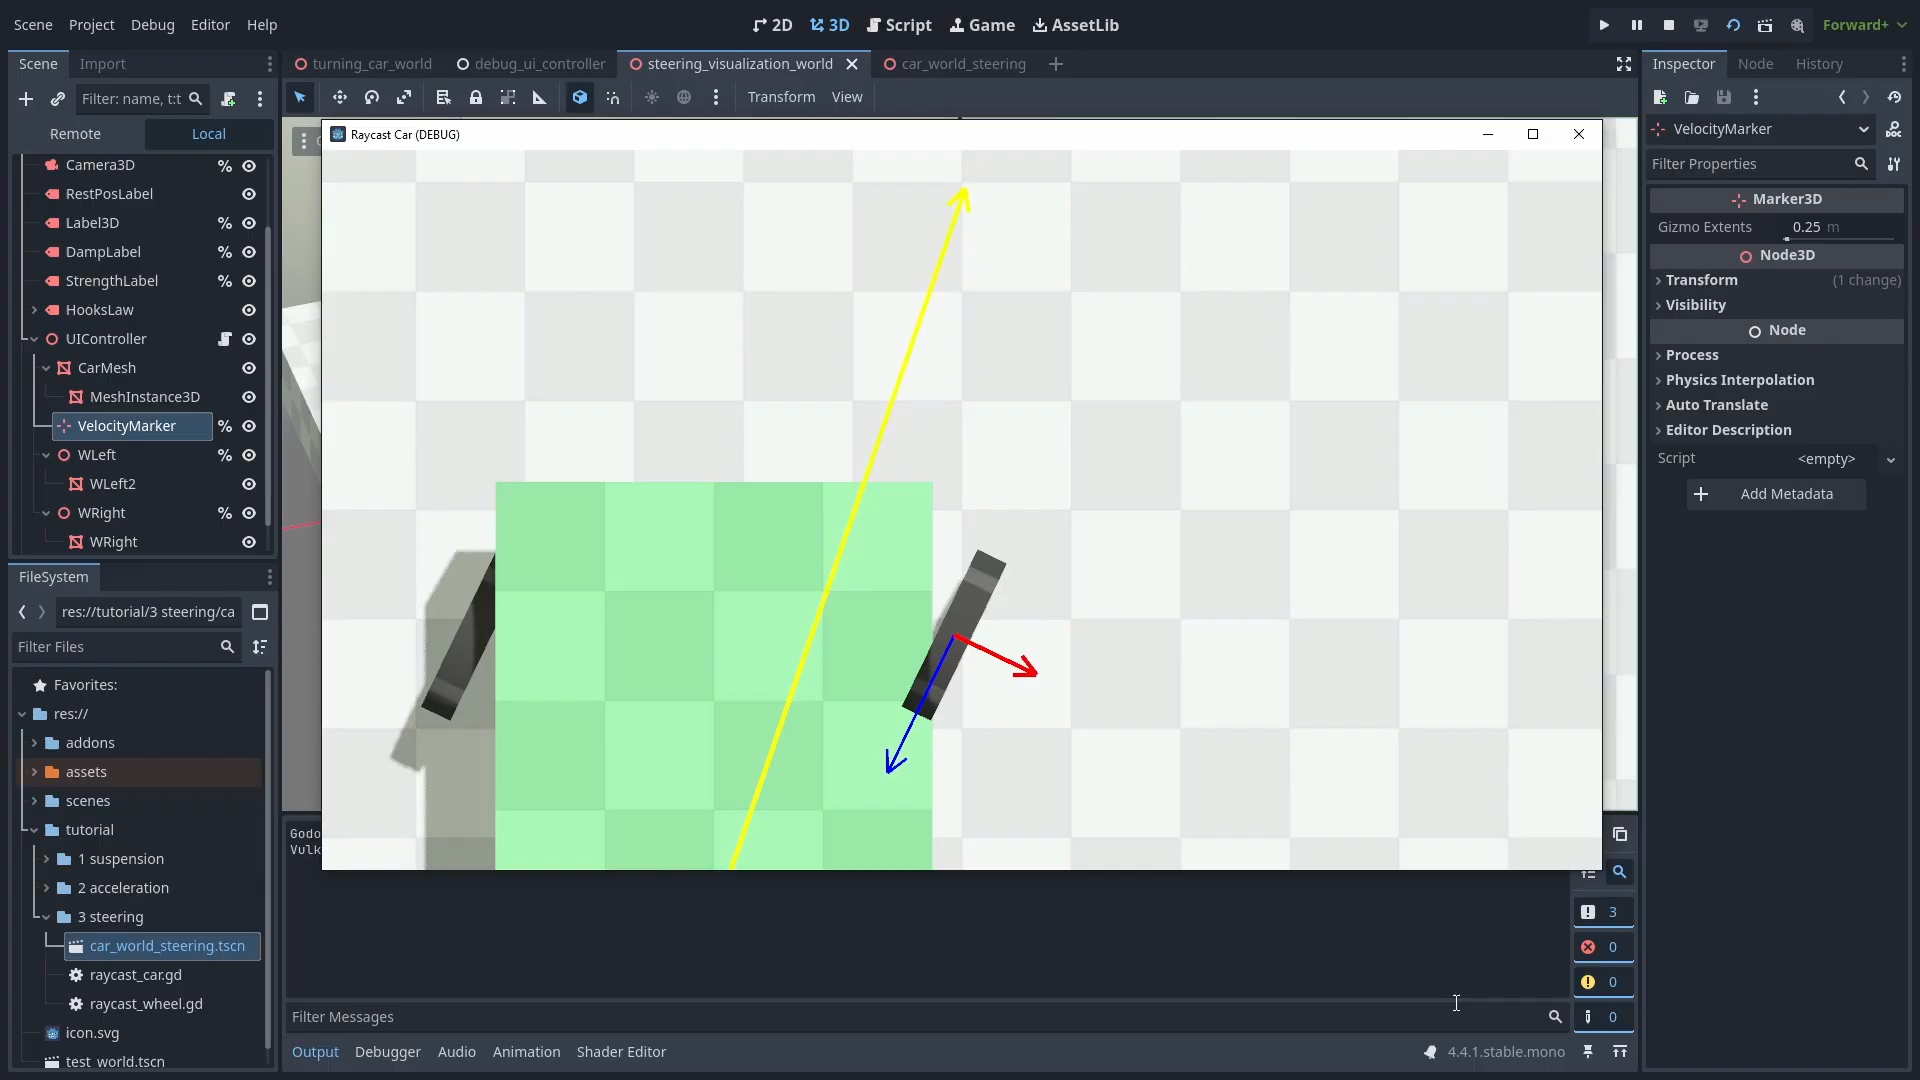 Scene Project Debug Editor Help
2D 3D Script Game AssetLib
Forward+
Scene Import
turning_car_world debug_ui_controller steering_visualization_world car_world_steering
Inspector Node History
Filter: name, t:t
Transform View
Remote Local
Raycast Car (DEBUG)
VelocityMarker
Filter Properties
Camera3D
RestPosLabel
Label3D
DampLabel
StrengthLabel
HooksLaw
UIController
CarMesh
MeshInstance3D
VelocityMarker
WLeft
WLeft2
WRight
WRight
Marker3D
Gizmo Extents 0.25 m
Node3D
Transform (1 change)
Visibility
Node
Process
Physics Interpolation
Auto Translate
Editor Description
Script <empty>
Add Metadata
FileSystem
res://tutorial/3 steering/ca
Filter Files
Favorites:
res://
addons
assets
scenes
tutorial
1 suspension
2 acceleration
3 steering
car_world_steering.tscn
raycast_car.gd
raycast_wheel.gd
icon.svg
test_world.tscn
Godo
Vulk
3
0
0
0
Filter Messages
Output Debugger Audio Animation Shader Editor
4.4.1.stable.mono